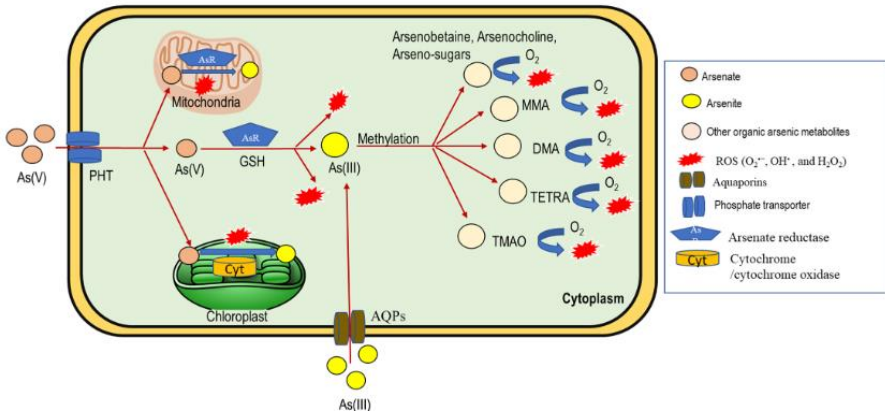 Arsenobetaine, Arsenocholine,
Arseno-sugars
O₂
AsR
Mitochondria
O₂
MMA
As(V)
PHT
As(V)
AsR
GSH
As(III)
Methylation
DMA
O₂
TETRA
O₂
TMAO
O₂
Cyt
Chloroplast
Cytoplasm
AQPs
As(III)
Arsenate
Arsenite
Other organic arsenic metabolites
ROS (O₂•⁻, OH•, and H₂O₂)
Aquaporins
Phosphate transporter
As
Arsenate reductase
Cyt
Cytochrome
/cytochrome oxidase